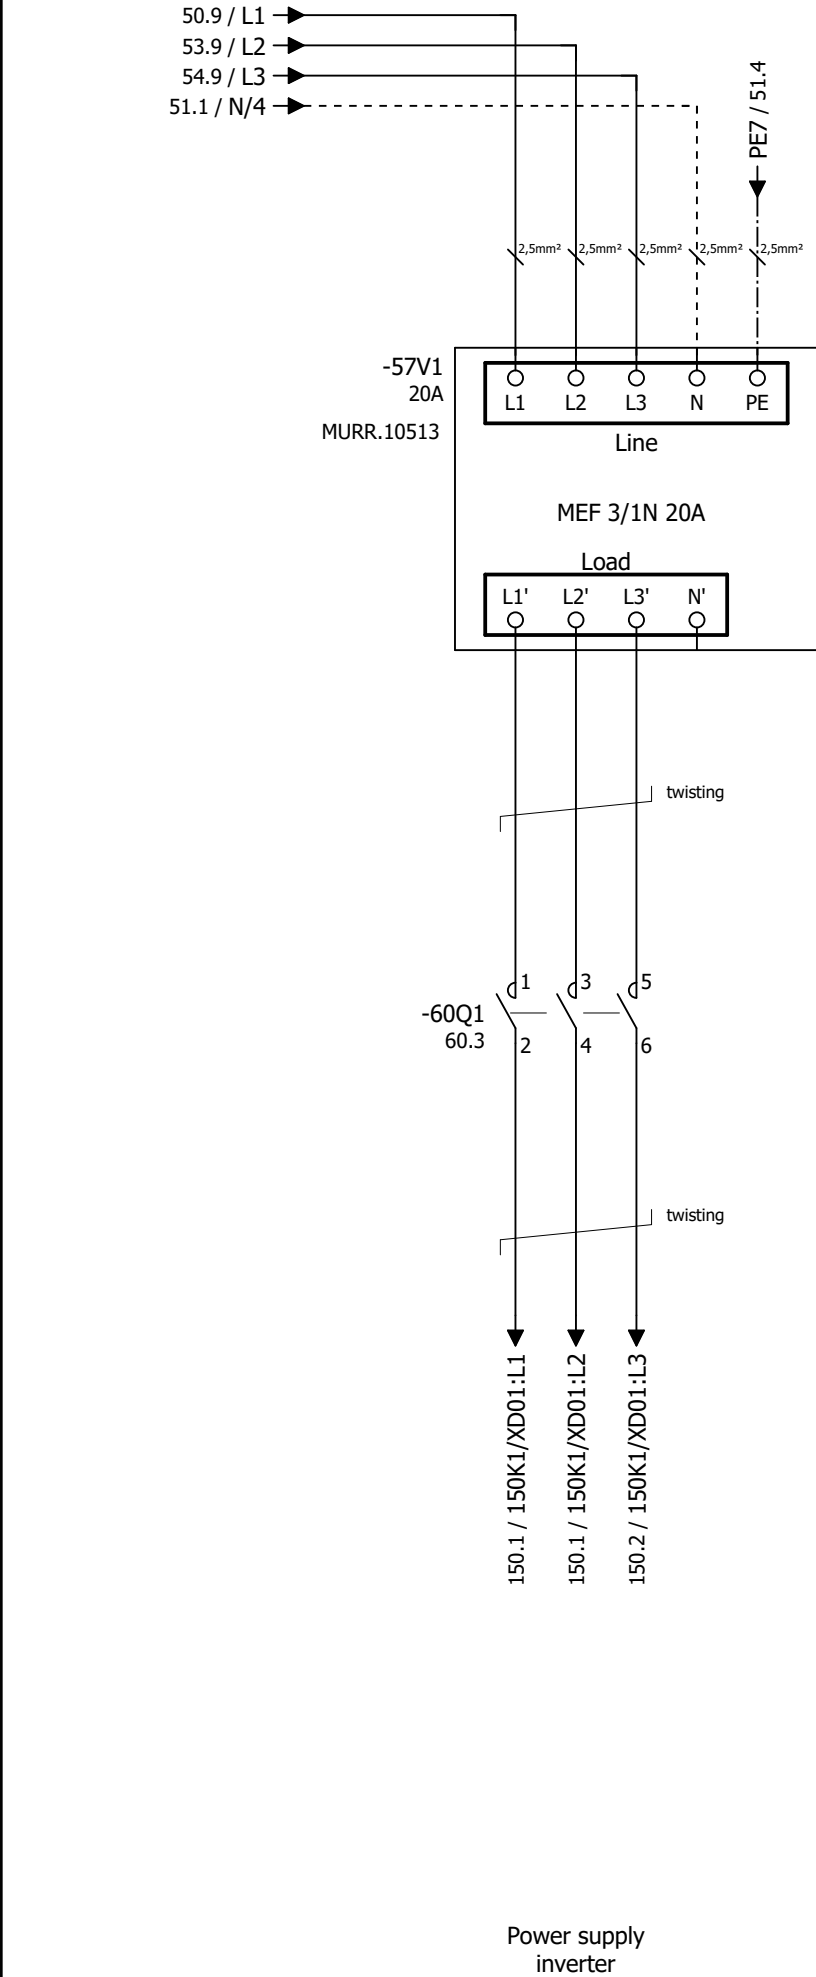 50.9 / L1
53.9 / L2
54.9 / L3
51.1 / N/4
PE7 / 51.4
2,5mm² 2,5mm² 2,5mm² 2,5mm² 2,5mm²
-57V1
20A
MURR.10513
L1 L2 L3 N PE
Line
MEF 3/1N 20A
Load
L1' L2' L3' N'
twisting
-60Q1
60.3
1 3 5
2 4 6
twisting
150.1 / 150K1/XD01:L1
150.1 / 150K1/XD01:L2
150.2 / 150K1/XD01:L3
Power supply
inverter